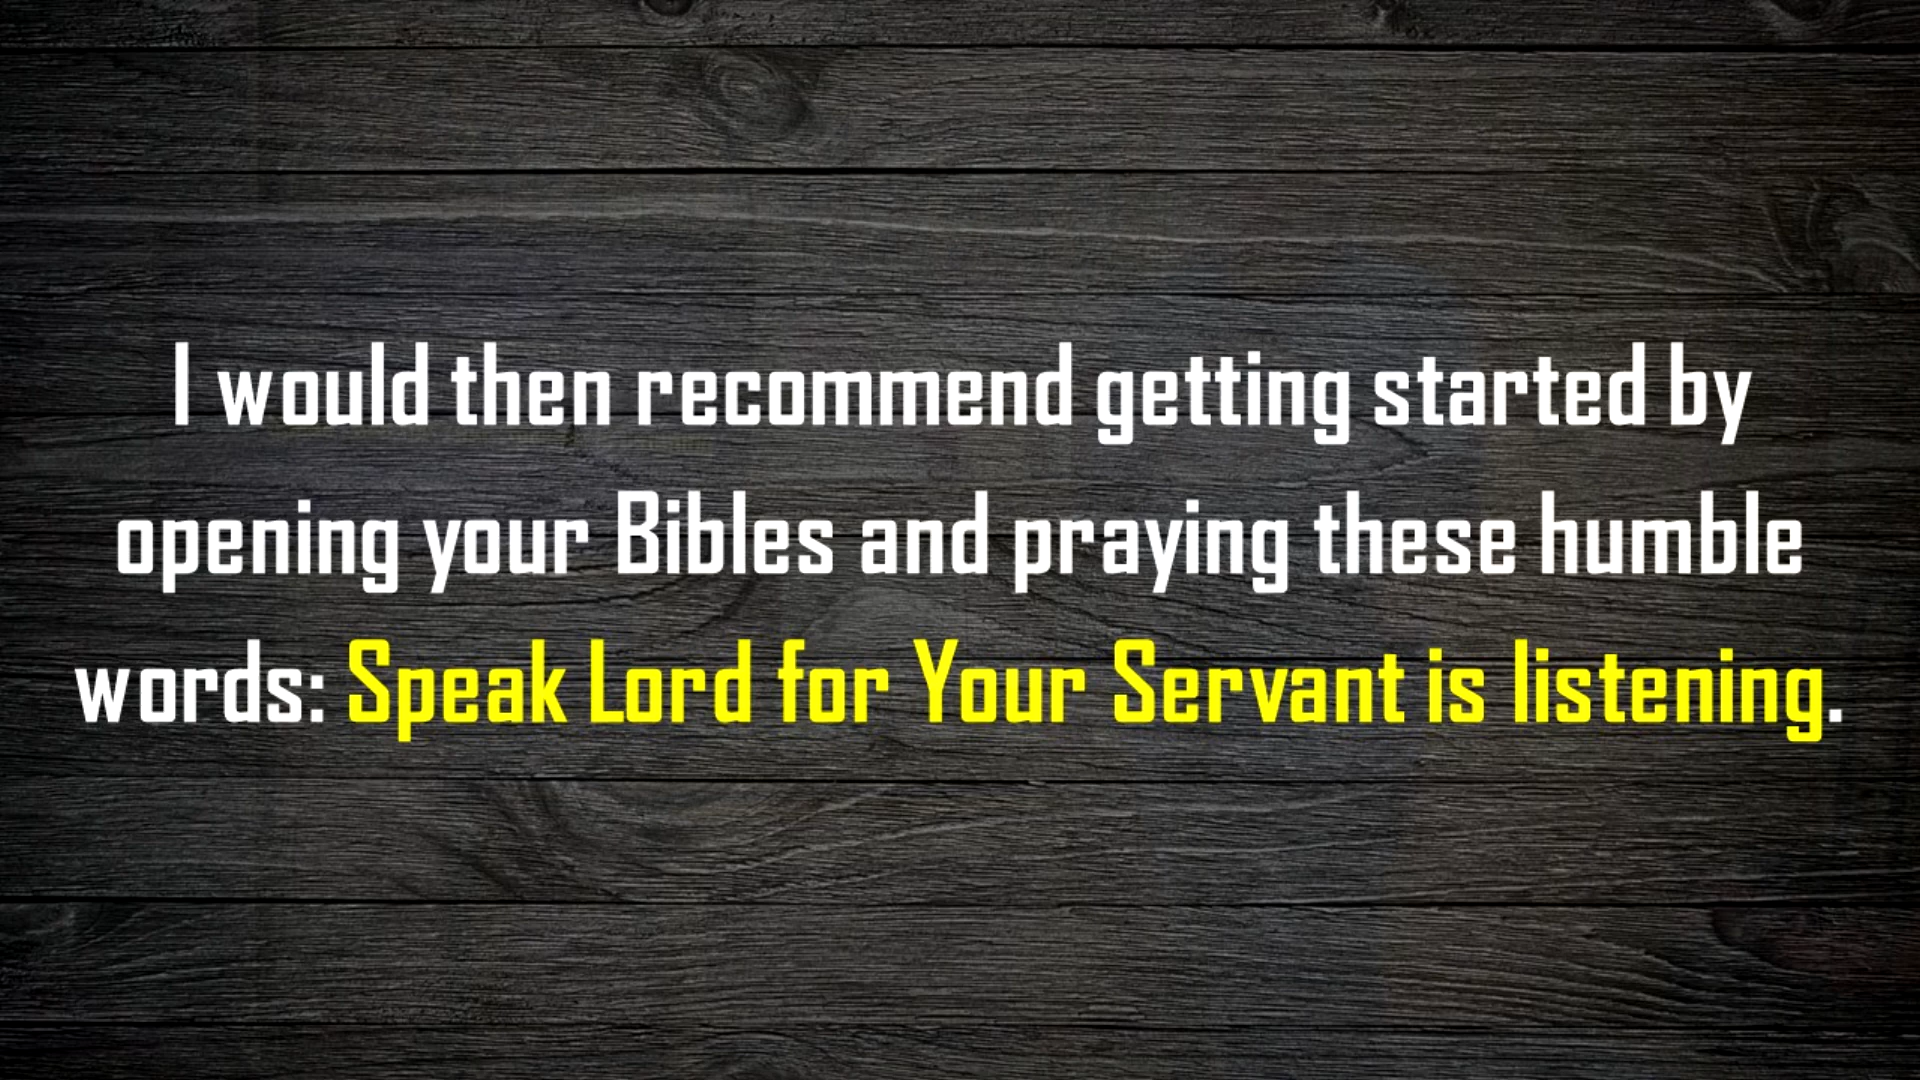 I would then recommend getting started by
opening your Bibles and praying these humble
words: Speak Lord for Your Servant is listening.